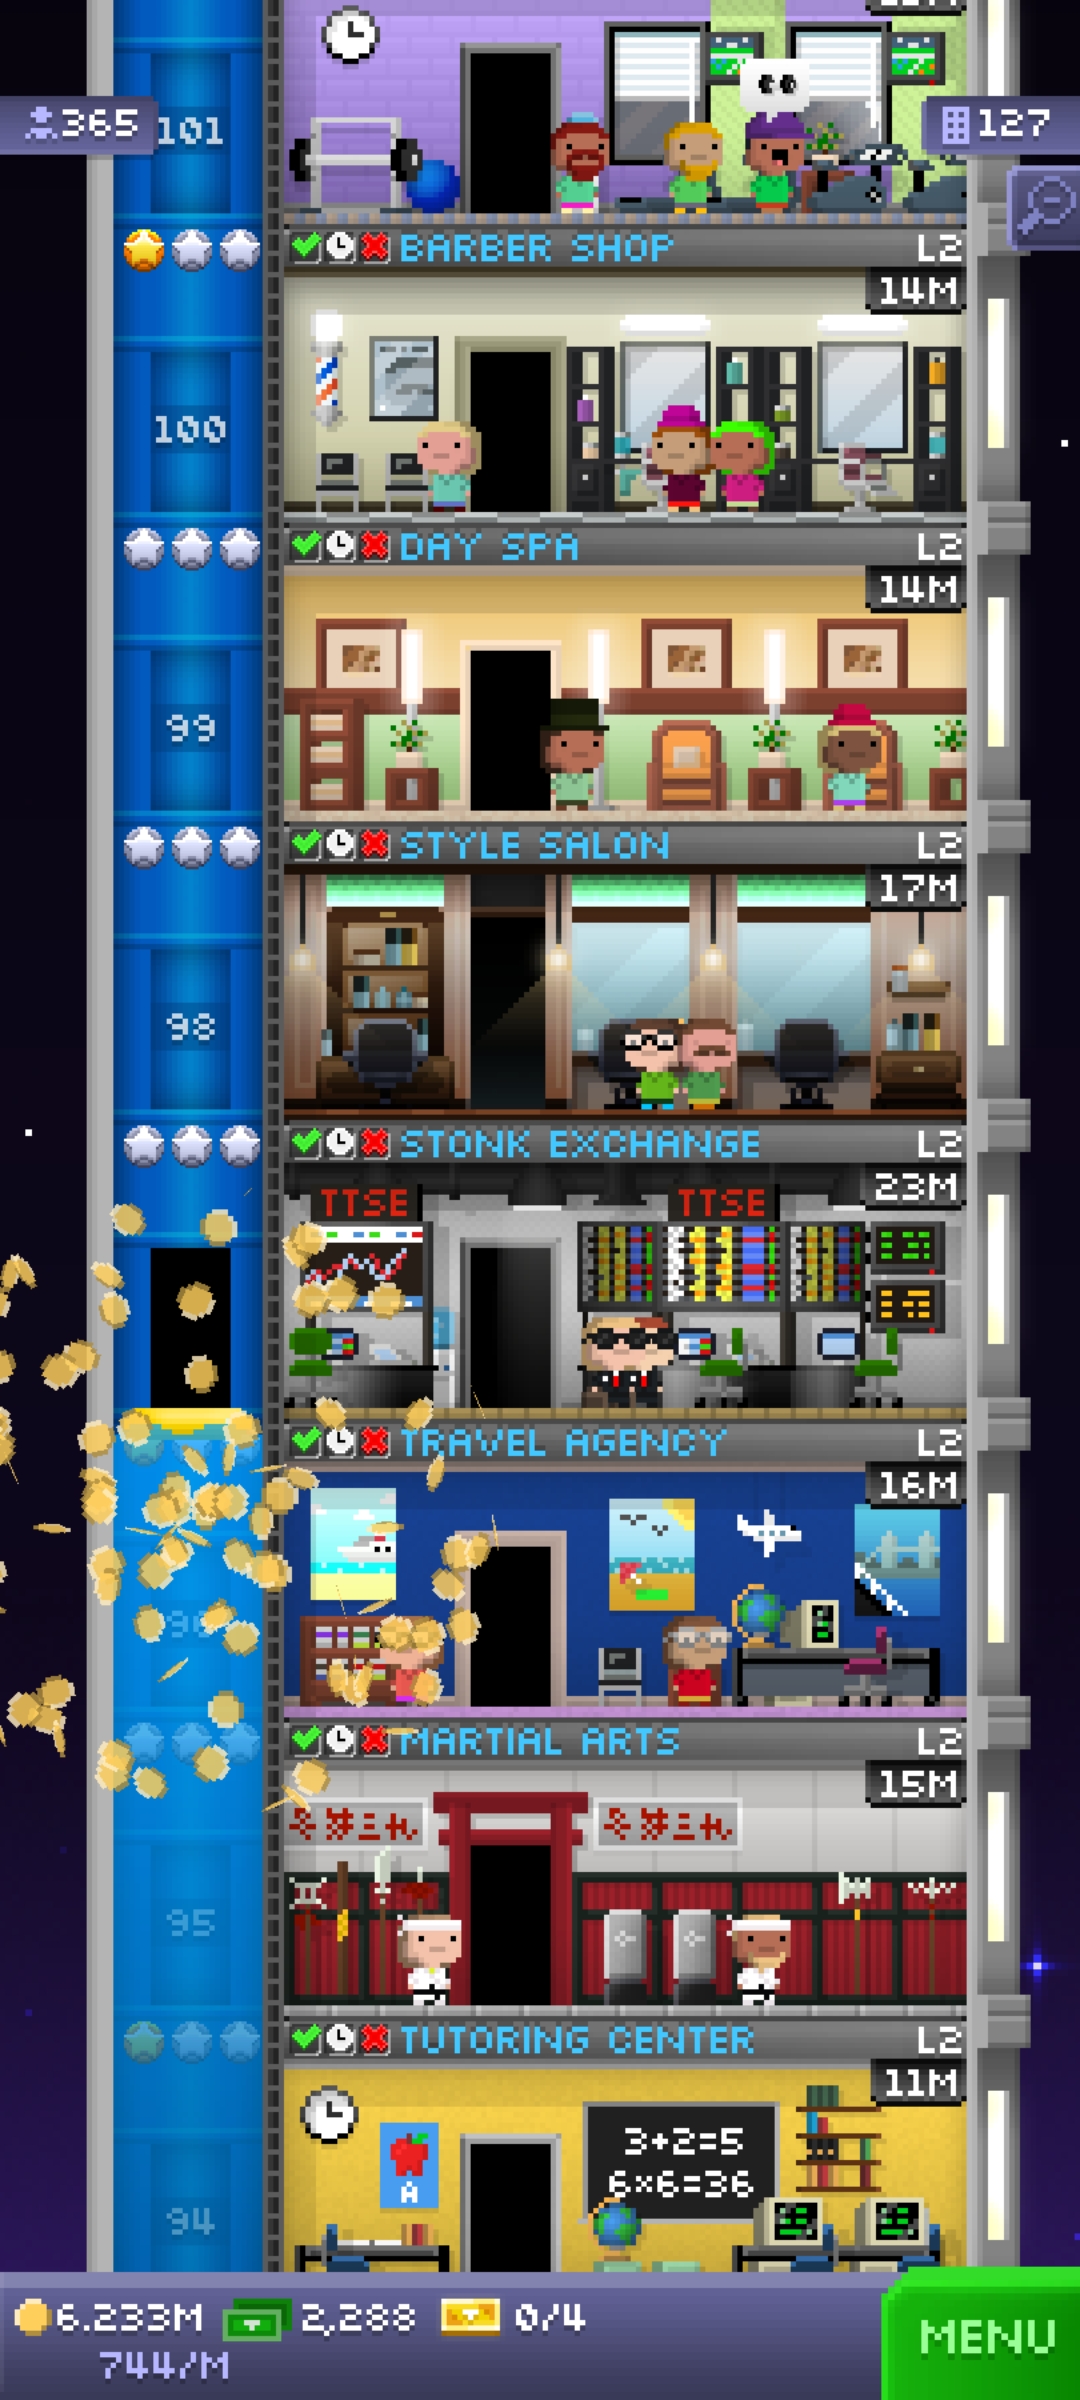 365
101
127
BARBER SHOP L2
14M
100
DAY SPA L2
14M
99
STYLE SALON L2
17M
98
STONK EXCHANGE L2
23M
TTSE TTSE
TRAVEL AGENCY L2
16M
MARTIAL ARTS L2
15M
95
TUTORING CENTER L2
11M
3+2=5
6×6=36
A
94
6.233M 2,288 0/4
744/M
MENU